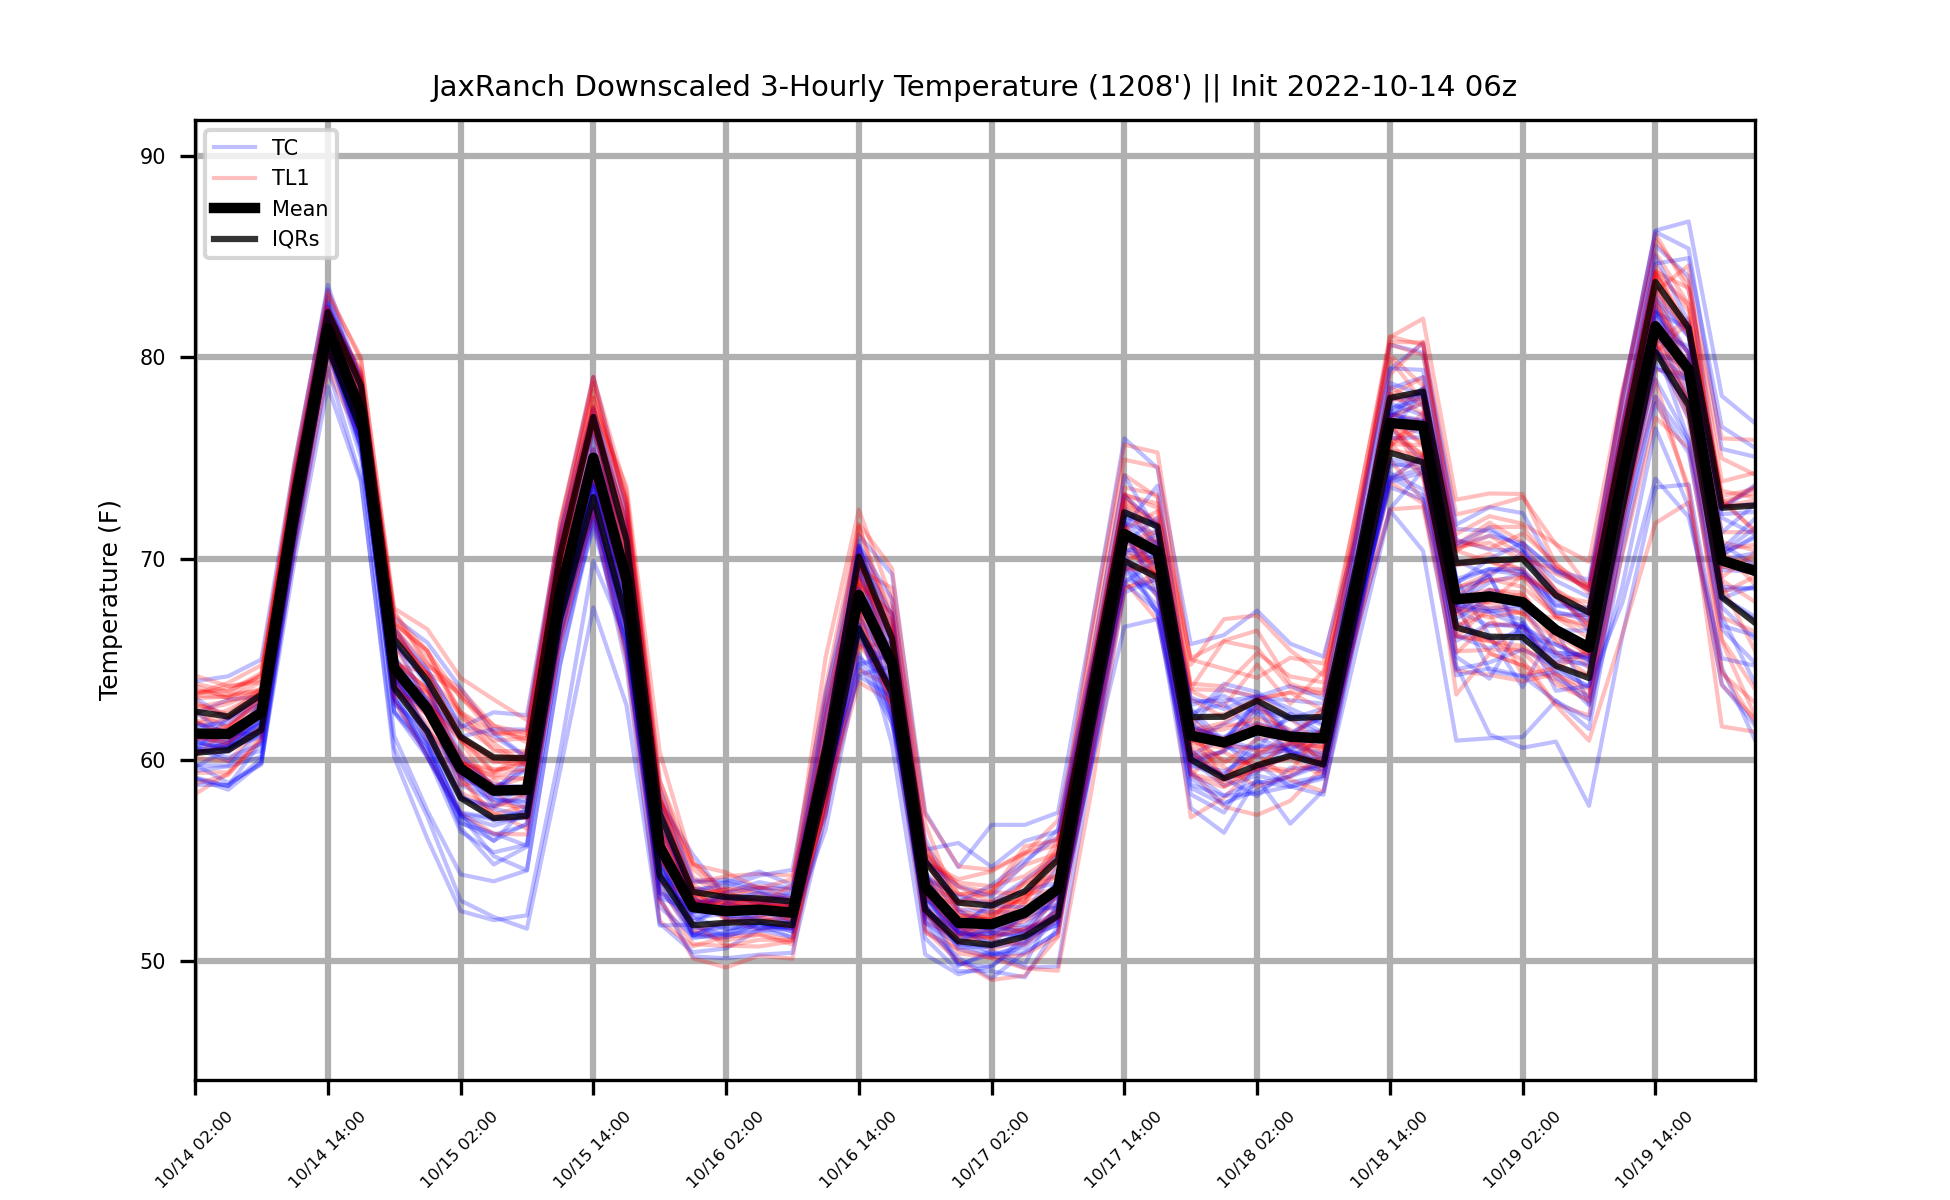 JaxRanch Downscaled 3-Hourly Temperature (1208') || Init 2022-10-14 06z
TC
TL1
Mean
IQRs
Temperature (F)
90
80
70
60
50
10/14 02:00
10/14 14:00
10/15 02:00
10/15 14:00
10/16 02:00
10/16 14:00
10/17 02:00
10/17 14:00
10/18 02:00
10/18 14:00
10/19 02:00
10/19 14:00